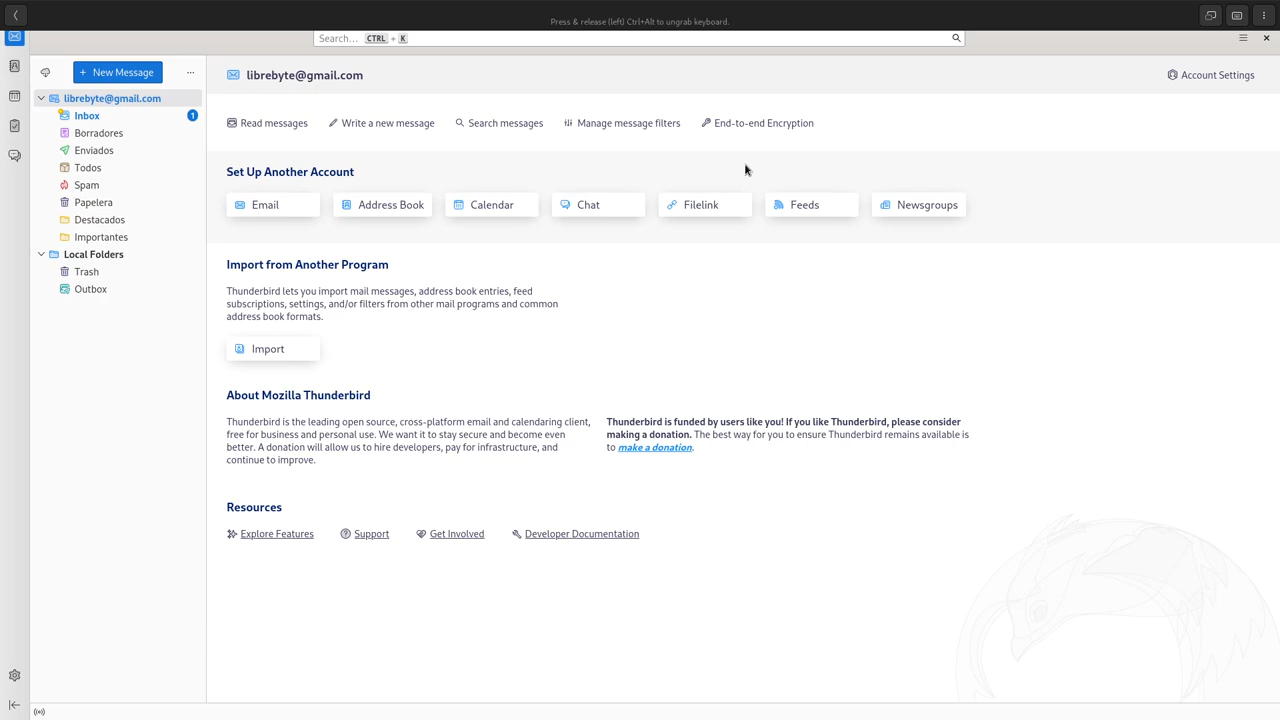 Press & release (left) Ctrl+Alt to ungrab keyboard.
Search... CTRL + K
+ New Message ...
librebyte@gmail.com
Inbox 1
Borradores
Enviados
Todos
Spam
Papelera
Destacados
Importantes
Local Folders
Trash
Outbox
librebyte@gmail.com
Account Settings
Read messages Write a new message Search messages Manage message filters End-to-end Encryption
Set Up Another Account
Email Address Book Calendar Chat Filelink Feeds Newsgroups
Import from Another Program
Thunderbird lets you import mail messages, address book entries, feed
subscriptions, settings, and/or filters from other mail programs and common
address book formats.
Import
About Mozilla Thunderbird
Thunderbird is the leading open source, cross-platform email and calendaring client,
free for business and personal use. We want it to stay secure and become even
better. A donation will allow us to hire developers, pay for infrastructure, and
continue to improve.
Thunderbird is funded by users like you! If you like Thunderbird, please consider
making a donation. The best way for you to ensure Thunderbird remains available is
to make a donation.
Resources
Explore Features Support Get Involved Developer Documentation